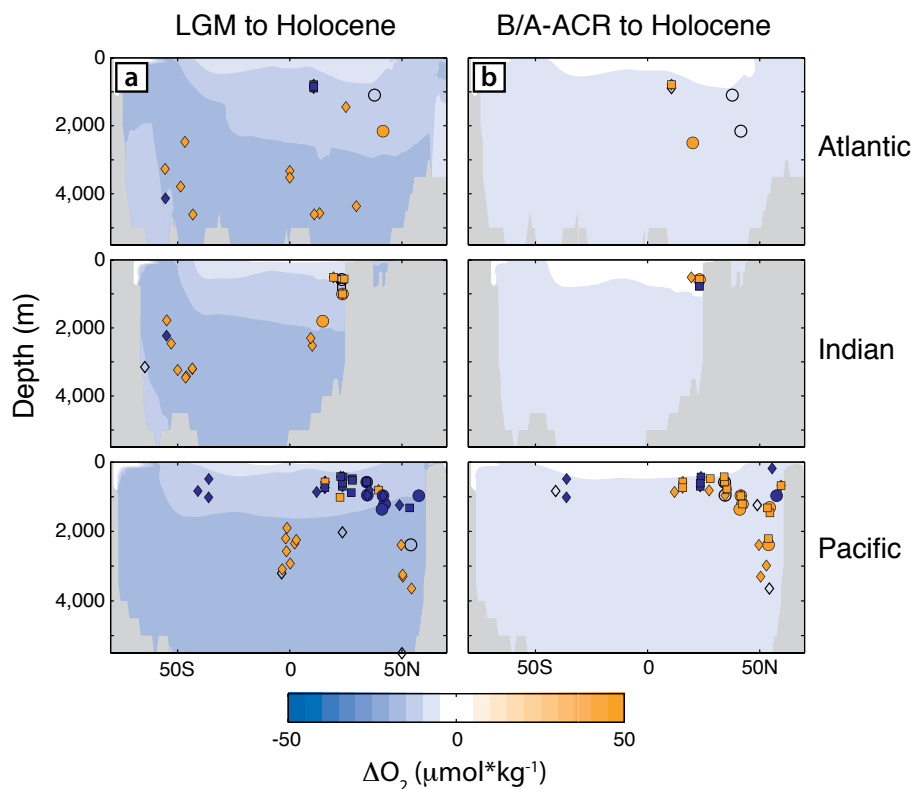 LGM to Holocene
B/A-ACR to Holocene
a
b
0
2,000
4,000
Atlantic
0
2,000
4,000
Indian
0
2,000
4,000
Pacific
Depth (m)
50S
0
50N
50S
0
50N
-50
0
50
ΔO₂ (μmol*kg⁻¹)